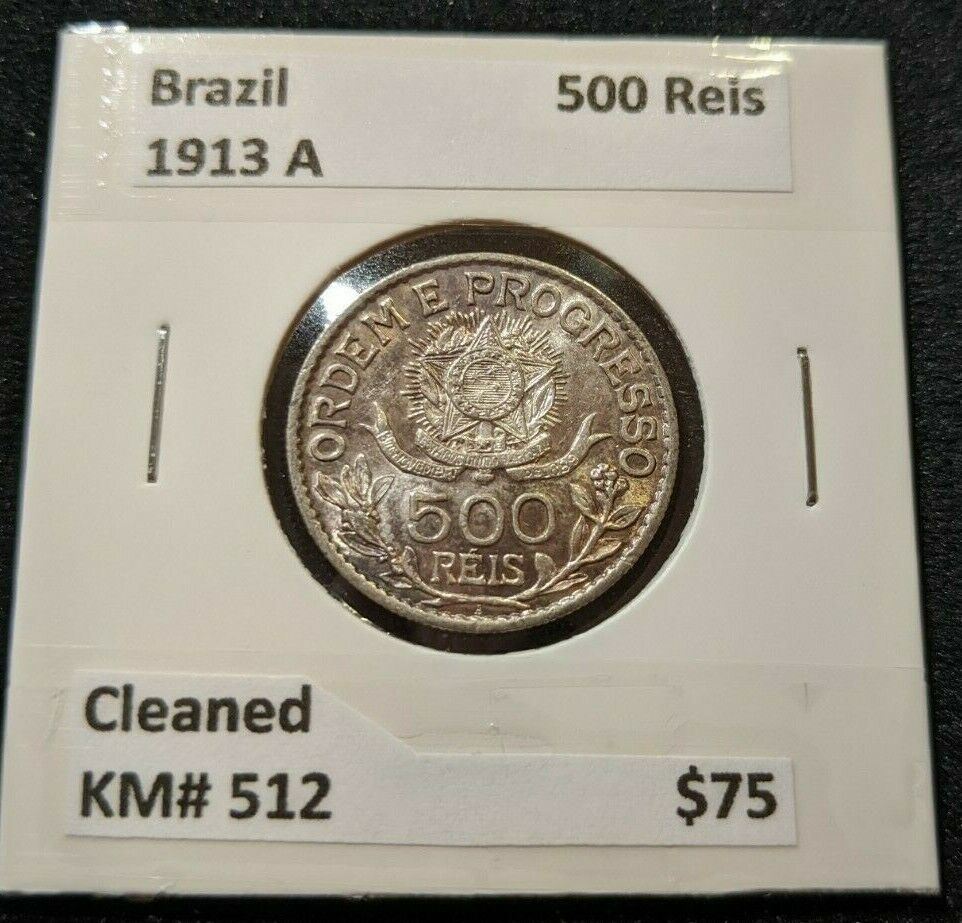 Brazil 500 Reis
1913 A
ORDEM E PROGRESSO
500
RÉIS
A
Cleaned
KM# 512 $75